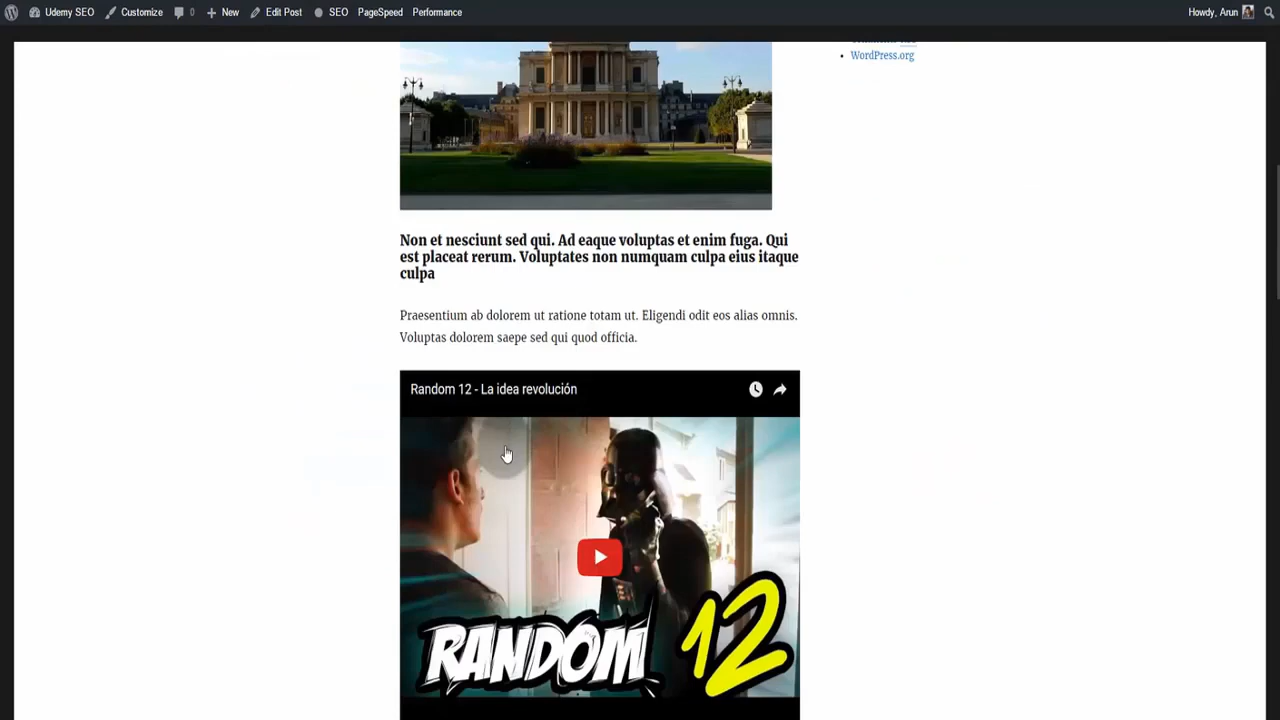 Udemy SEO Customize 0 New Edit Post SEO PageSpeed Performance Howdy, Arun
WordPress.org
Non et nesciunt sed qui. Ad eaque voluptas et enim fuga. Qui
est placeat rerum. Voluptates non numquam culpa eius itaque
culpa
Praesentium ab dolorem ut ratione totam ut. Eligendi odit eos alias omnis.
Voluptas dolorem saepe sed qui quod officia.
Random 12 - La idea revolución
RANDOM 12